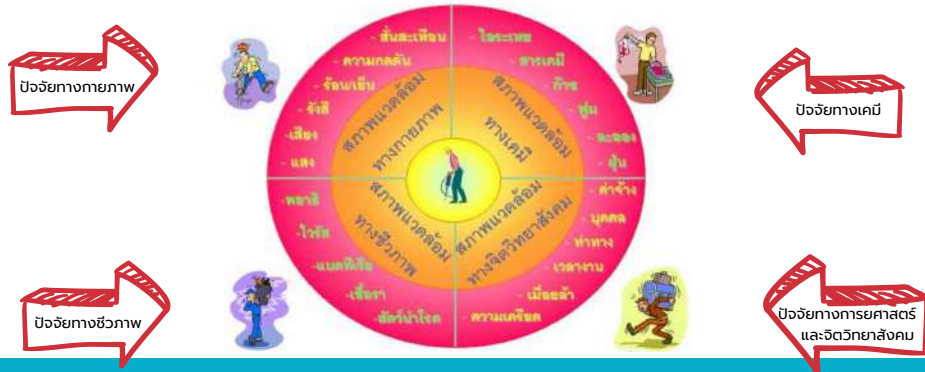 ปัจจัยทางกายภาพ
- สั่นสะเทือน
- ความกดดัน
- ร้อน/เย็น
- รังสี
-เสียง
- แสง
สภาพแวดล้อม
ทางกายภาพ
- ไอระเหย
- สารเคมี
- ก๊าซ
- ฟูม
- ละออง
- ฝุ่น
สภาพแวดล้อม
ทางเคมี
ปัจจัยทางเคมี
ปัจจัยทางชีวภาพ
-พยาธิ
-ไวรัส
-แบคทีเรีย
-เชื้อรา
-สัตว์นำโรค
สภาพแวดล้อม
ทางชีวภาพ
- ค่าจ้าง
- บุคคล
- ท่าทาง
- เวลางาน
- เมื่อยล้า
- ความเครียด
สภาพแวดล้อม
ทางจิตวิทยาสังคม
ปัจจัยทางการยศาสตร์
และจิตวิทยาสังคม